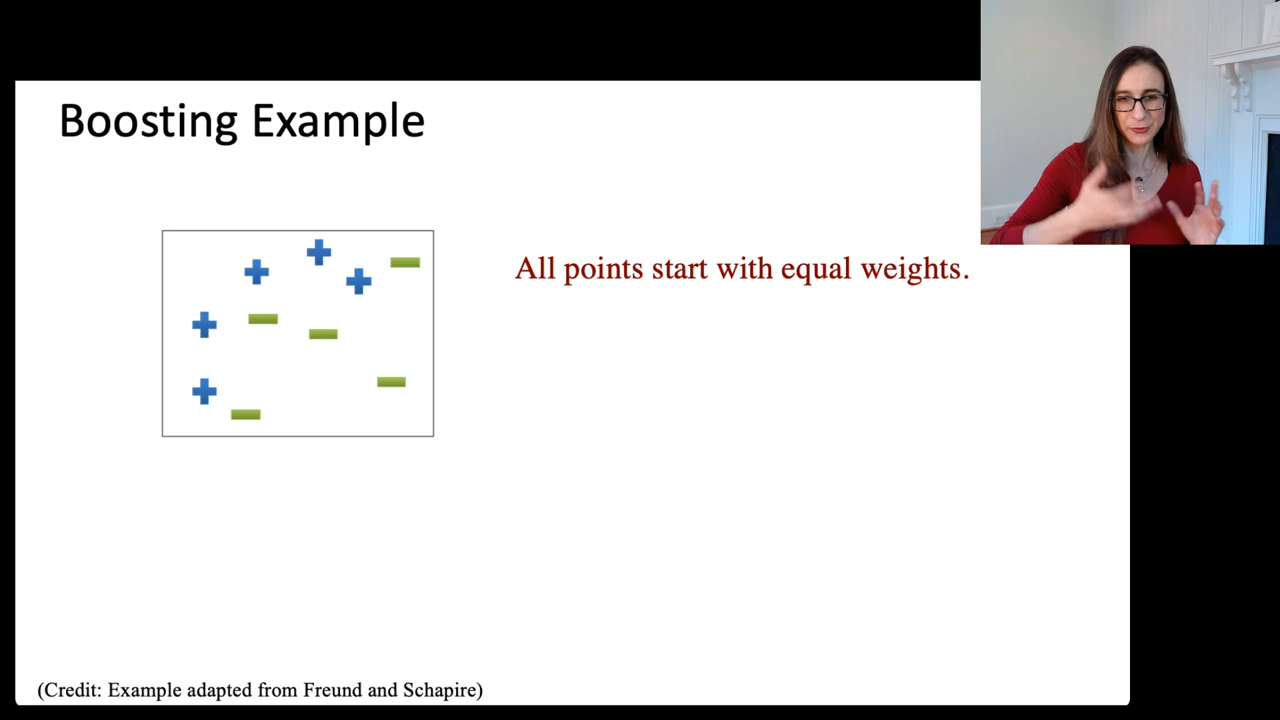 Boosting Example
All points start with equal weights.
(Credit: Example adapted from Freund and Schapire)